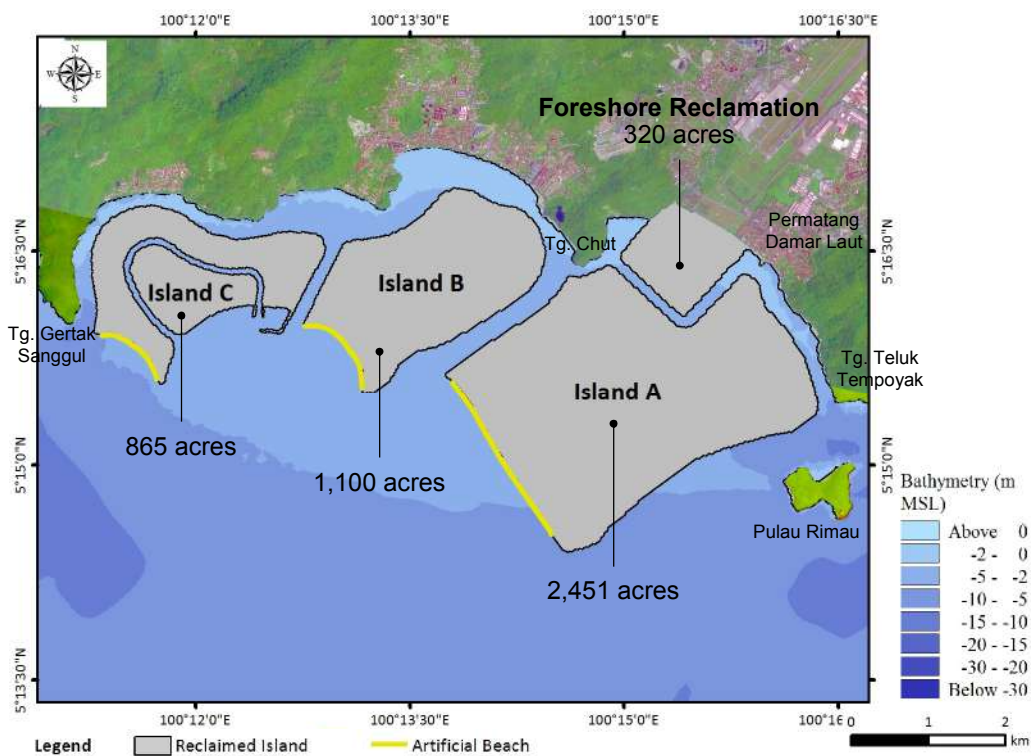 100°12'0"E
100°13'30"E
100°15'0"E
100°16'30"E
N
W E
S
Foreshore Reclamation
320 acres
Permatang
Damar Laut
5°16'30"N
5°16'30"N
Tg. Chut
Island C
Island B
Tg. Gertak
Sanggul
Tg. Teluk
Tempoyak
Island A
865 acres
1,100 acres
5°15'0"N
5°15'0"N
Pulau Rimau
2,451 acres
Bathymetry (m
MSL)
Above 0
-2 - 0
-5 - -2
-10 - -5
-15 - -10
-20 - -15
-30 - -20
Below -30
5°13'30"N
5°13'30"N
100°12'0"E
100°13'30"E
100°15'0"E
100°16'0"E
0 1 2
km
Legend
Reclaimed Island
Artificial Beach